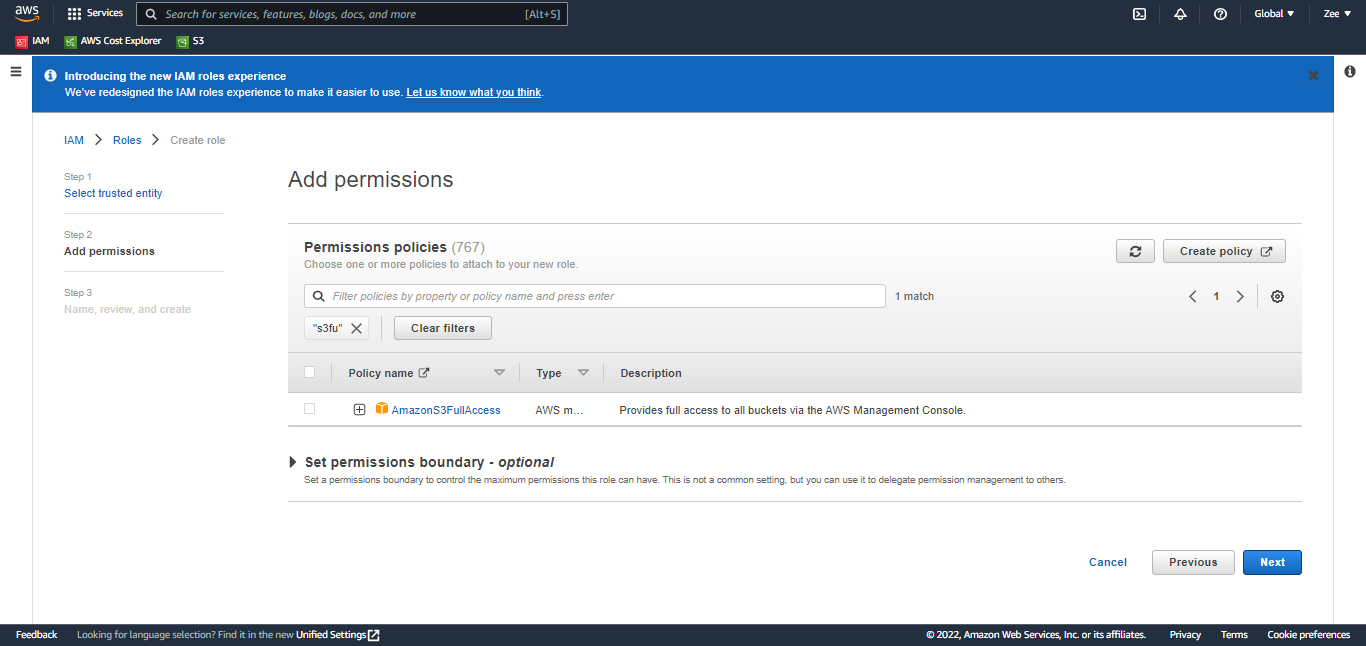 aws
Services
Search for services, features, blogs, docs, and more
[Alt+S]
Global
Zee
IAM
AWS Cost Explorer
S3
Introducing the new IAM roles experience
We've redesigned the IAM roles experience to make it easier to use. Let us know what you think.
IAM > Roles > Create role
Step 1
Select trusted entity
Step 2
Add permissions
Step 3
Name, review, and create
Add permissions
Permissions policies (767)
Choose one or more policies to attach to your new role.
Create policy
Filter policies by property or policy name and press enter
1 match
1
"s3fu"
Clear filters
Policy name
Type
Description
AmazonS3FullAccess
AWS m...
Provides full access to all buckets via the AWS Management Console.
Set permissions boundary - optional
Set a permissions boundary to control the maximum permissions this role can have. This is not a common setting, but you can use it to delegate permission management to others.
Cancel
Previous
Next
Feedback
Looking for language selection? Find it in the new Unified Settings
© 2022, Amazon Web Services, Inc. or its affiliates.
Privacy
Terms
Cookie preferences